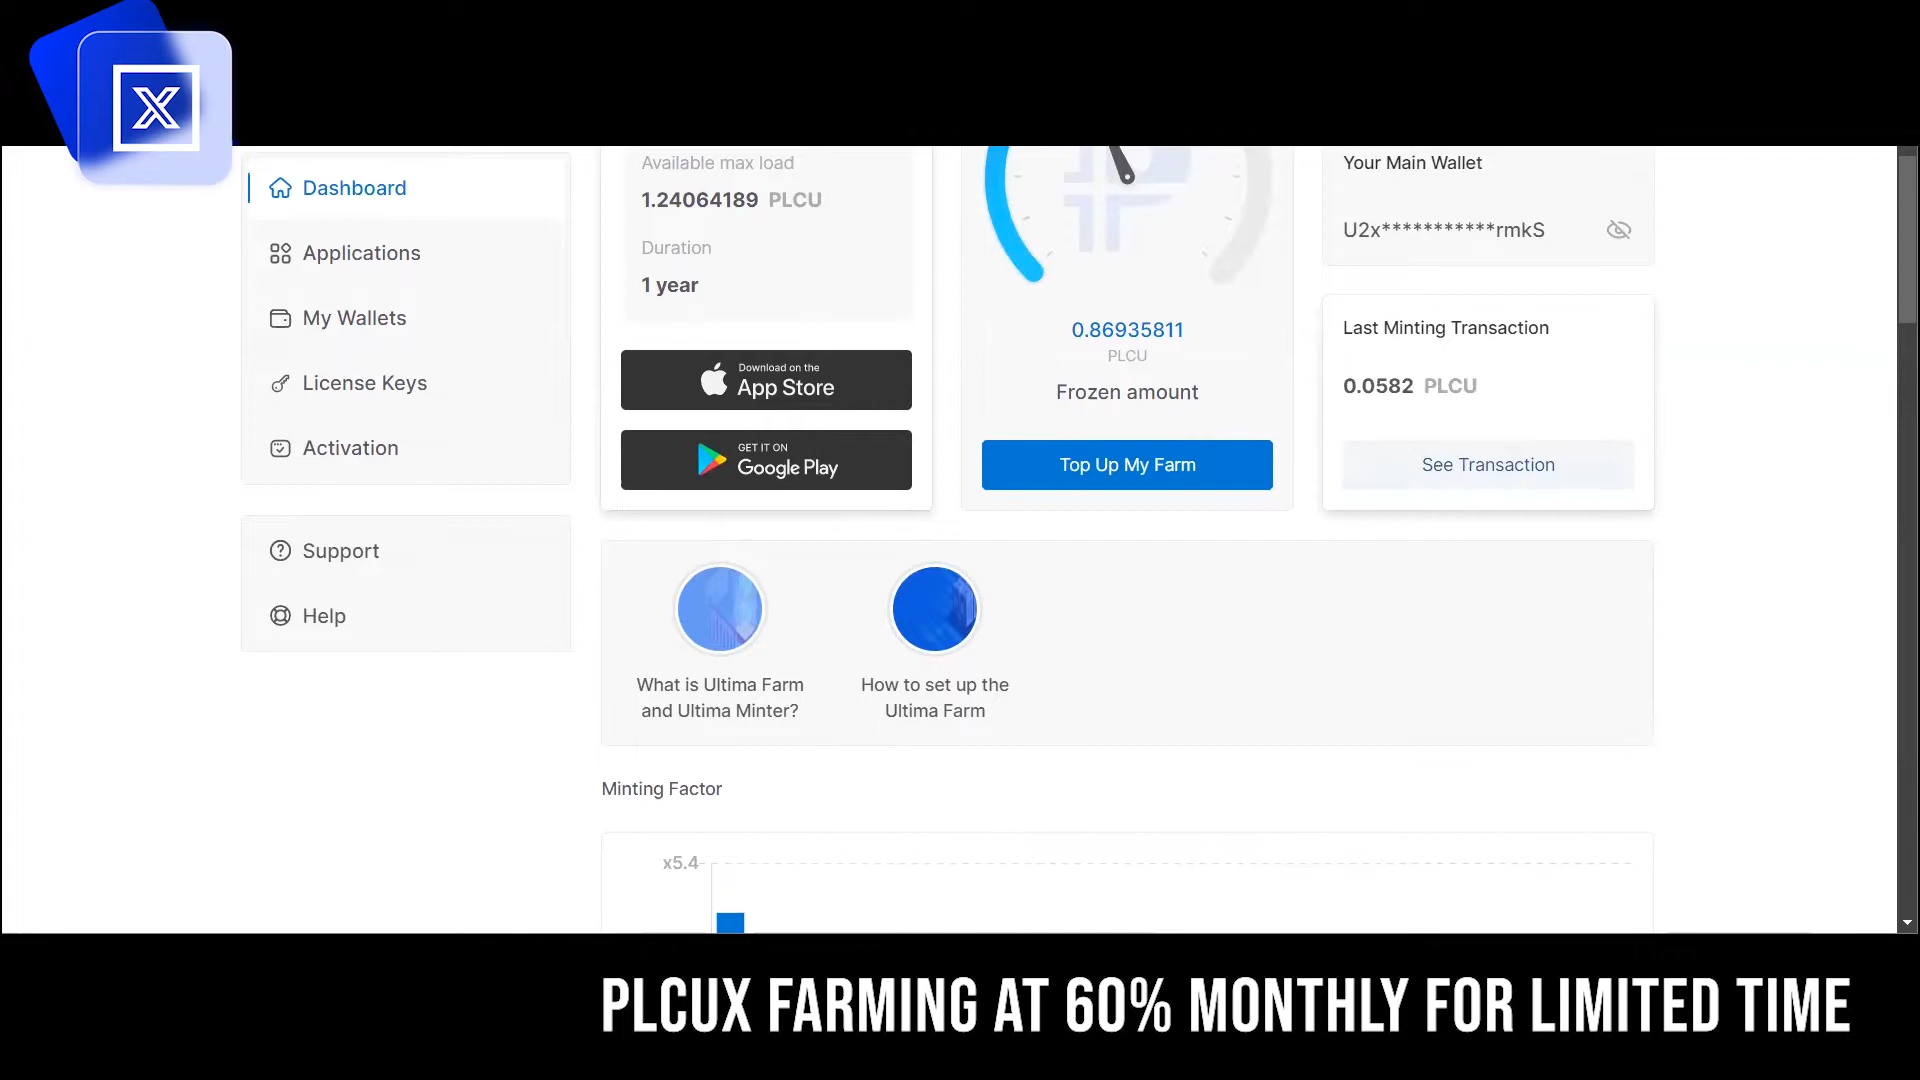 X
Dashboard
Applications
My Wallets
License Keys
Activation
Support
Help
Available max load
1.24064189 PLCU
Duration
1 year
Download on the
App Store
GET IT ON
Google Play
0.86935811
PLCU
Frozen amount
Top Up My Farm
Your Main Wallet
U2x***********rmkS
Last Minting Transaction
0.0582 PLCU
See Transaction
What is Ultima Farm
and Ultima Minter?
How to set up the
Ultima Farm
Minting Factor
x5.4
PLCUX FARMING AT 60% MONTHLY FOR LIMITED TIME